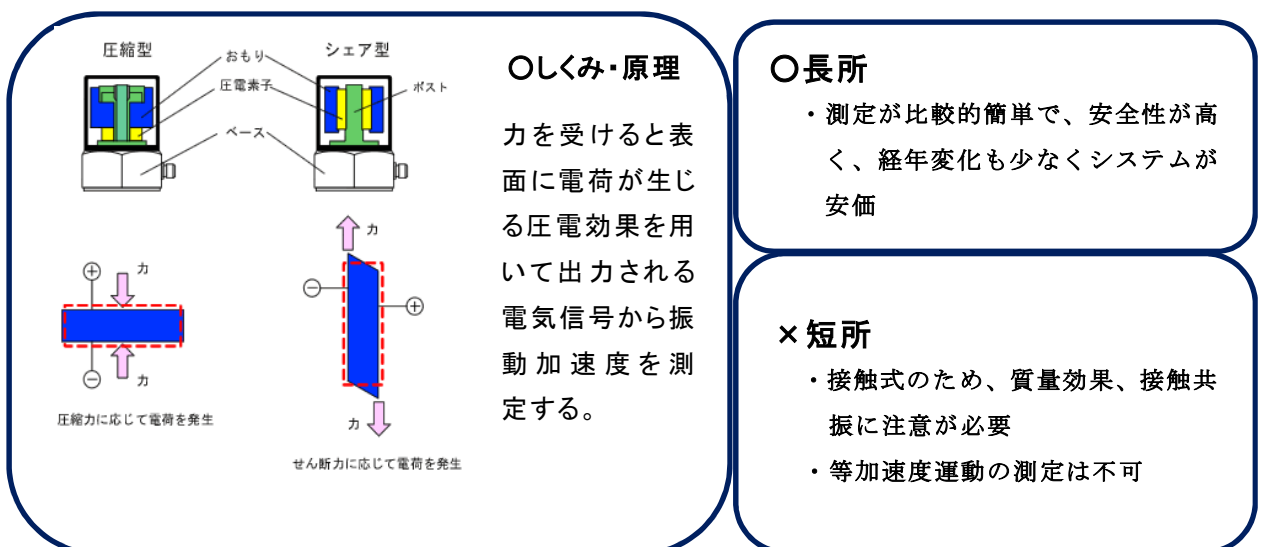 圧縮型
シェア型
おもり
圧電素子
ベース
ポスト
⊕
力
⊖
力
圧縮力に応じて電荷を発生
力
⊖
⊕
力
せん断力に応じて電荷を発生
〇しくみ・原理
力を受けると表
面に電荷が生じ
る圧電効果を用
いて出力される
電気信号から振
動加速度を測
定する。
〇長所
・測定が比較的簡単で、安全性が高
く、経年変化も少なくシステムが
安価
×短所
・接触式のため、質量効果、接触共
振に注意が必要
・等加速度運動の測定は不可